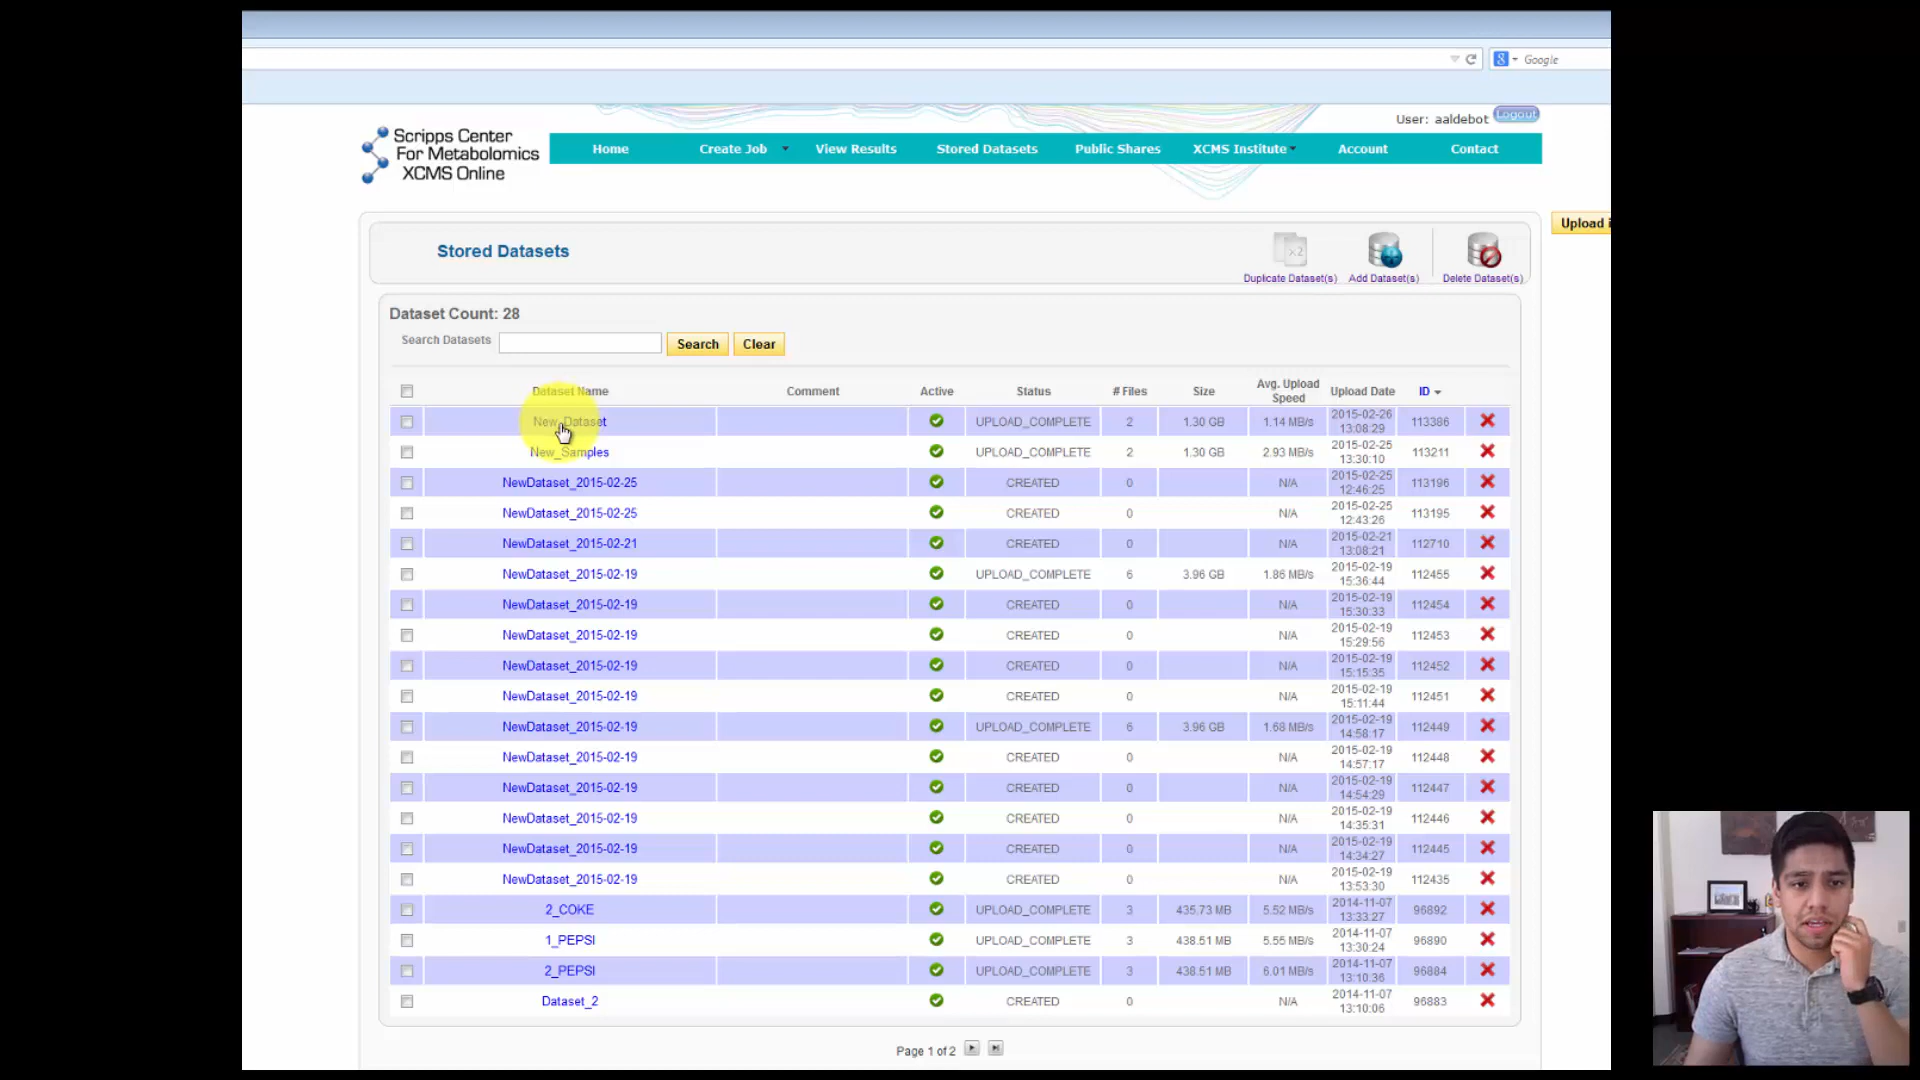 Google
User: aaldebot Logout
Scripps Center
For Metabolomics
XCMS Online
Home Create Job View Results Stored Datasets Public Shares XCMS Institute Account Contact
Upload i
Stored Datasets
x2
Duplicate Dataset(s) Add Dataset(s) Delete Dataset(s)
Dataset Count: 28
Search Datasets Search Clear
Dataset Name Comment Active Status # Files Size Avg. Upload Speed Upload Date ID
New_Dataset UPLOAD_COMPLETE 2 1.30 GB 1.14 MB/s 2015-02-26 13:08:29 113386
New_Samples UPLOAD_COMPLETE 2 1.30 GB 2.93 MB/s 2015-02-25 13:30:10 113211
NewDataset_2015-02-25 CREATED 0 N/A 2015-02-25 12:46:25 113196
NewDataset_2015-02-25 CREATED 0 N/A 2015-02-25 12:43:26 113195
NewDataset_2015-02-21 CREATED 0 N/A 2015-02-21 13:08:21 112710
NewDataset_2015-02-19 UPLOAD_COMPLETE 6 3.96 GB 1.86 MB/s 2015-02-19 15:36:44 112455
NewDataset_2015-02-19 CREATED 0 N/A 2015-02-19 15:30:33 112454
NewDataset_2015-02-19 CREATED 0 N/A 2015-02-19 15:29:56 112453
NewDataset_2015-02-19 CREATED 0 N/A 2015-02-19 15:15:35 112452
NewDataset_2015-02-19 CREATED 0 N/A 2015-02-19 15:11:44 112451
NewDataset_2015-02-19 UPLOAD_COMPLETE 6 3.96 GB 1.68 MB/s 2015-02-19 14:58:17 112449
NewDataset_2015-02-19 CREATED 0 N/A 2015-02-19 14:57:17 112448
NewDataset_2015-02-19 CREATED 0 N/A 2015-02-19 14:54:29 112447
NewDataset_2015-02-19 CREATED 0 N/A 2015-02-19 14:35:31 112446
NewDataset_2015-02-19 CREATED 0 N/A 2015-02-19 14:34:27 112445
NewDataset_2015-02-19 CREATED 0 N/A 2015-02-19 13:53:30 112435
2_COKE UPLOAD_COMPLETE 3 435.73 MB 5.52 MB/s 2014-11-07 13:33:27 96892
1_PEPSI UPLOAD_COMPLETE 3 438.51 MB 5.55 MB/s 2014-11-07 13:30:24 96890
2_PEPSI UPLOAD_COMPLETE 3 438.51 MB 6.01 MB/s 2014-11-07 13:10:36 96884
Dataset_2 CREATED 0 N/A 2014-11-07 13:10:06 96883
Page 1 of 2